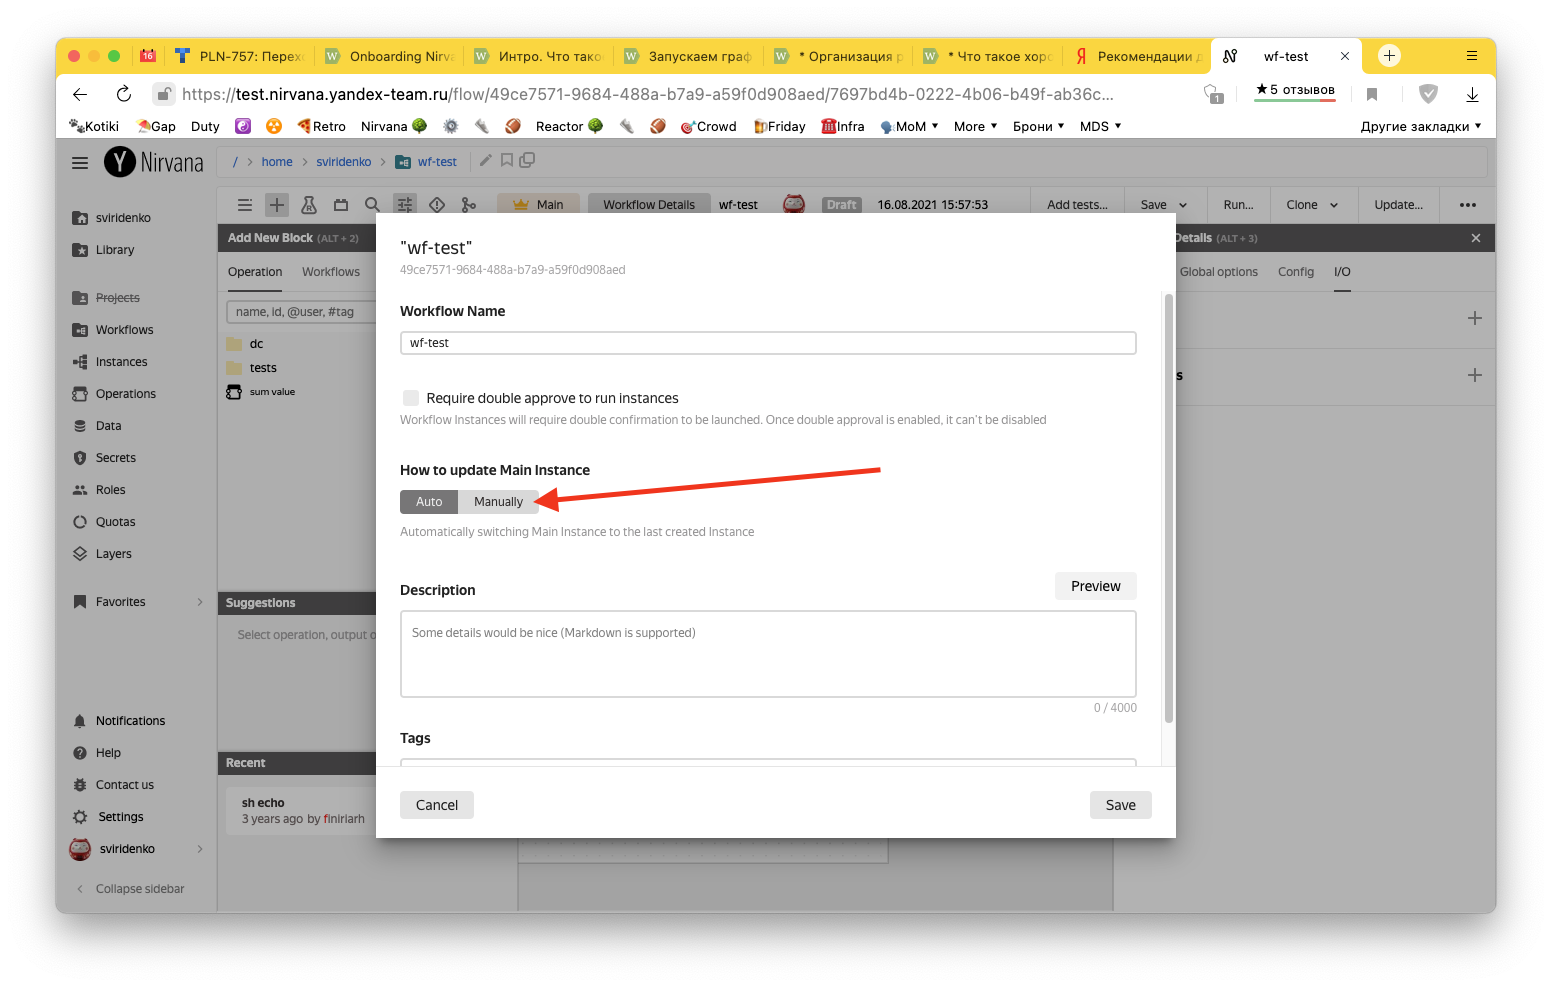 16 PLN-757: Перех Onboarding Nirva Интро. Что тако Запускаем граф * Организация р * Что такое хоро Рекомендации д wf-test
https://test.nirvana.yandex-team.ru/flow/49ce7571-9684-488a-b7a9-a59f0d908aed/7697bd4b-0222-4b06-b49f-ab36c... 1 ★5 отзывов
Kotiki Gap Duty Retro Nirvana Reactor Crowd Friday Infra MoM More Брони MDS Другие закладки
Y Nirvana / home sviridenko wf-test
Main Workflow Details wf-test Draft 16.08.2021 15:57:53 Add tests... Save Run... Clone Update...
sviridenko
Library
Projects
Workflows
Instances
Operations
Data
Secrets
Roles
Quotas
Layers
Favorites
Notifications
Help
Contact us
Settings
sviridenko
Collapse sidebar
Add New Block (ALT + 2)
Operation Workflows
name, id, @user, #tag
dc
tests
sum value
Suggestions
Select operation, output o
Recent
sh echo
3 years ago by finiriarh
"wf-test"
49ce7571-9684-488a-b7a9-a59f0d908aed
Workflow Name
wf-test
Require double approve to run instances
Workflow Instances will require double confirmation to be launched. Once double approval is enabled, it can't be disabled
How to update Main Instance
Auto Manually
Automatically switching Main Instance to the last created Instance
Description Preview
Some details would be nice (Markdown is supported)
0 / 4000
Tags
Cancel Save
Details (ALT + 3)
Global options Config I/O
s